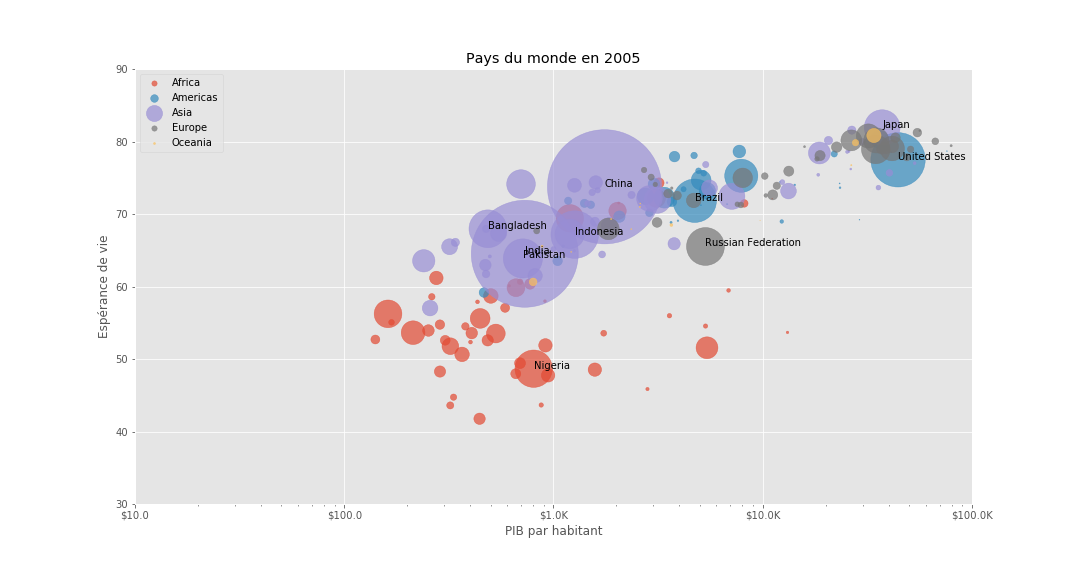 Pays du monde en 2005
Africa
Americas
Asia
Europe
Oceania
Espérance de vie
90
80
70
60
50
40
30
Japan
United States
China
Brazil
Bangladesh
Indonesia
Russian Federation
India
Pakistan
Nigeria
$10.0
$100.0
$1.0K
$10.0K
$100.0K
PIB par habitant